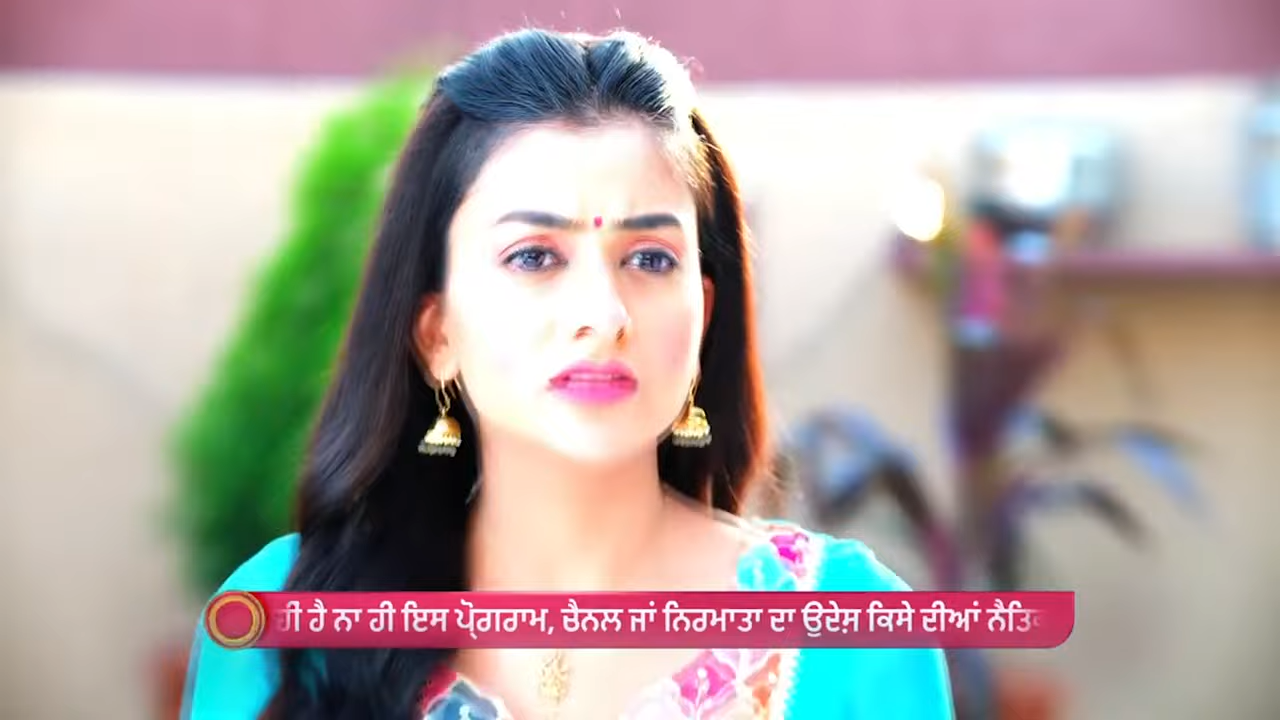 ਹੀ ਹੈ ਨਾ ਹੀ ਇਸ ਪ੍ਰੋਗਰਾਮ, ਚੈਨਲ ਜਾਂ ਨਿਰਮਾਤਾ ਦਾ ਉਦੇਸ਼ ਕਿਸੇ ਦੀਆਂ